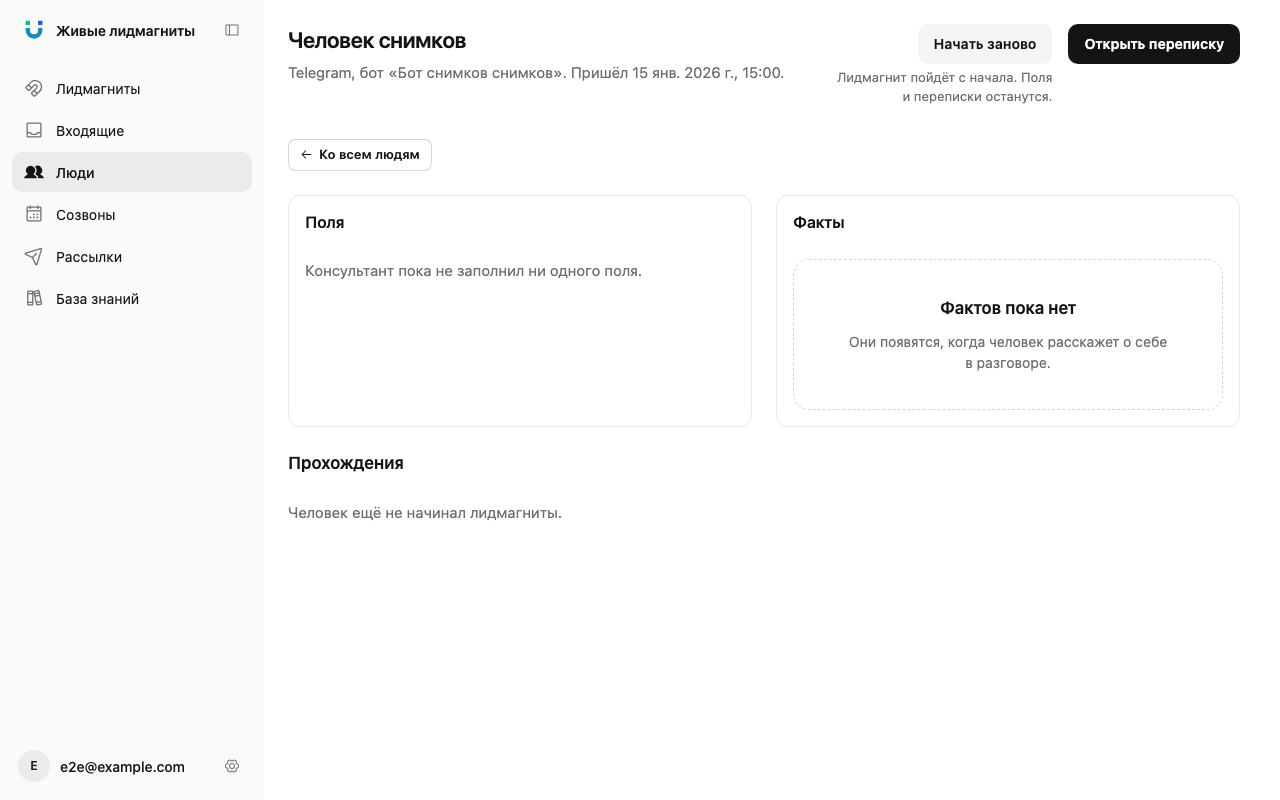 Живые лидмагниты
Лидмагниты
Входящие
Люди
Созвоны
Рассылки
База знаний
E
e2e@example.com
Человек снимков
Telegram, бот «Бот снимков снимков». Пришёл 15 янв. 2026 г., 15:00.
Начать заново
Открыть переписку
Лидмагнит пойдёт с начала. Поля
и переписки останутся.
← Ко всем людям
Поля
Консультант пока не заполнил ни одного поля.
Факты
Фактов пока нет
Они появятся, когда человек расскажет о себе
в разговоре.
Прохождения
Человек ещё не начинал лидмагниты.